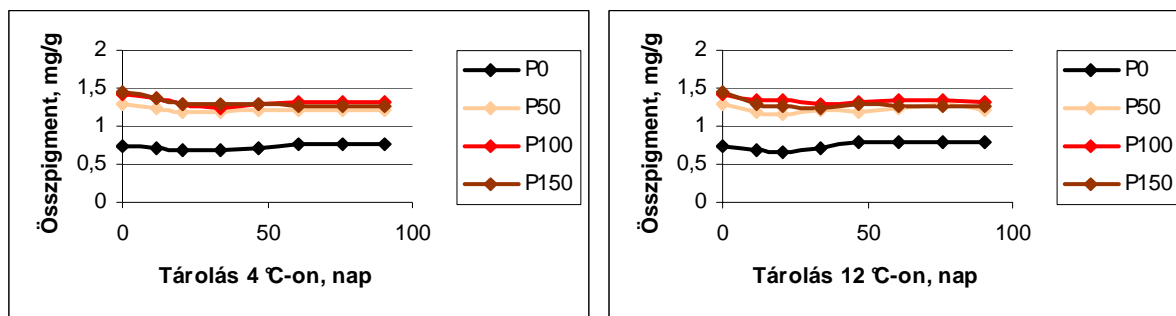 Összpigment, mg/g
2
1,5
1
0,5
0
0
50
100
Tárolás 4 °C-on, nap
P0
P50
P100
P150
Összpigment, mg/g
2
1,5
1
0,5
0
0
50
100
Tárolás 12 °C-on, nap
P0
P50
P100
P150